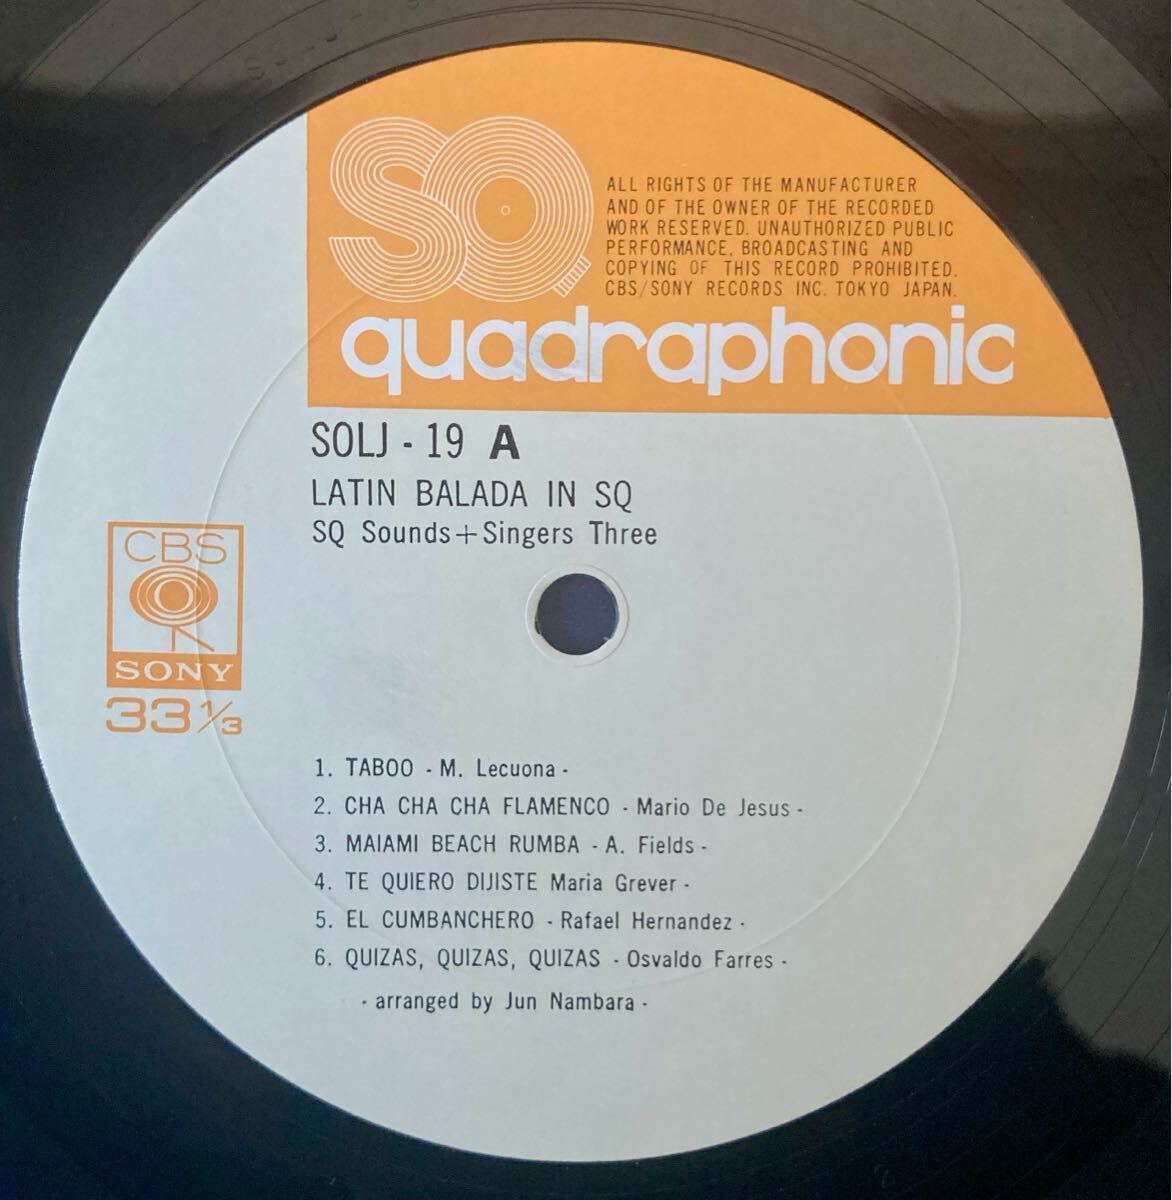 SQ
ALL RIGHTS OF THE MANUFACTURER
AND OF THE OWNER OF THE RECORDED
WORK RESERVED. UNAUTHORIZED PUBLIC
PERFORMANCE, BROADCASTING AND
COPYING OF THIS RECORD PROHIBITED.
CBS/SONY RECORDS INC. TOKYO JAPAN.
quadraphonic
SOLJ - 19 A
LATIN BALADA IN SQ
SQ Sounds+Singers Three
CBS
SONY
33 1/3
1. TABOO - M. Lecuona -
2. CHA CHA CHA FLAMENCO - Mario De Jesus -
3. MAIAMI BEACH RUMBA - A. Fields -
4. TE QUIERO DIJISTE Maria Grever -
5. EL CUMBANCHERO - Rafael Hernandez -
6. QUIZAS, QUIZAS, QUIZAS - Osvaldo Farres -
- arranged by Jun Nambara -